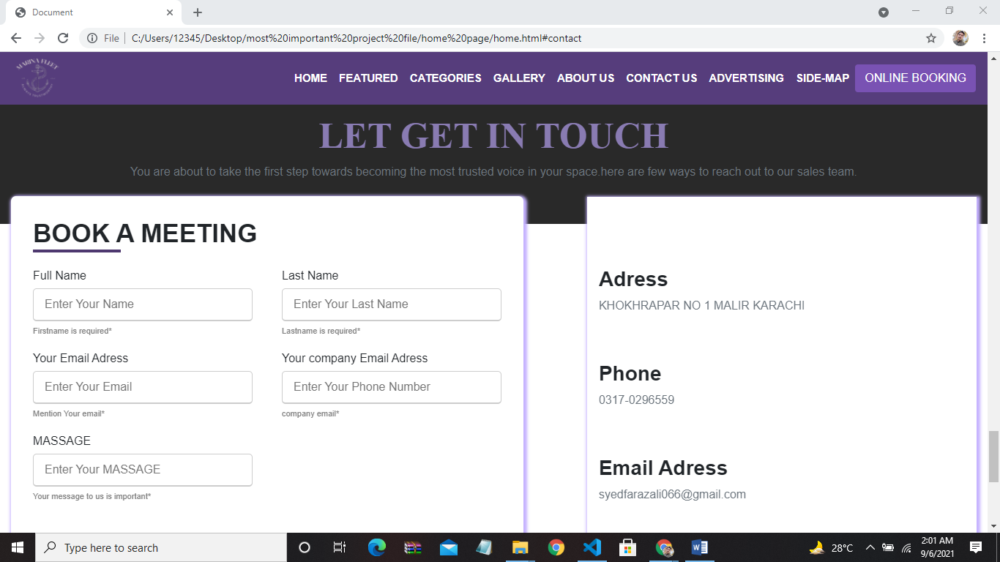 Document
File
C:/Users/12345/Desktop/most%20important%20project%20file/home%20page/home.html#contact
MARINA FLEET
HOME FEATURED CATEGORIES GALLERY ABOUT US CONTACT US ADVERTISING SIDE-MAP ONLINE BOOKING
LET GET IN TOUCH
You are about to take the first step towards becoming the most trusted voice in your space.here are few ways to reach out to our sales team.
BOOK A MEETING
Full Name
Enter Your Name
Firstname is required*
Last Name
Enter Your Last Name
Lastname is required*
Your Email Adress
Enter Your Email
Mention Your email*
Your company Email Adress
Enter Your Phone Number
company email*
MASSAGE
Enter Your MASSAGE
Your message to us is important*
Adress
KHOKHRAPAR NO 1 MALIR KARACHI
Phone
0317-0296559
Email Adress
syedfarazali066@gmail.com
Type here to search
28°C
2:01 AM
9/6/2021